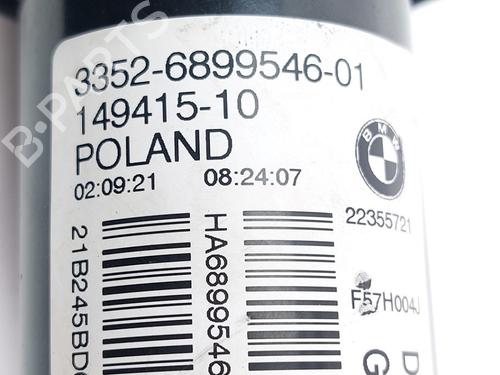 3352-6899546-01
149415-10
POLAND
02:09:21 08:24:07
BMW
22355721
21B245BD
HA6899546
F57H004J
D
G
B-PARTS